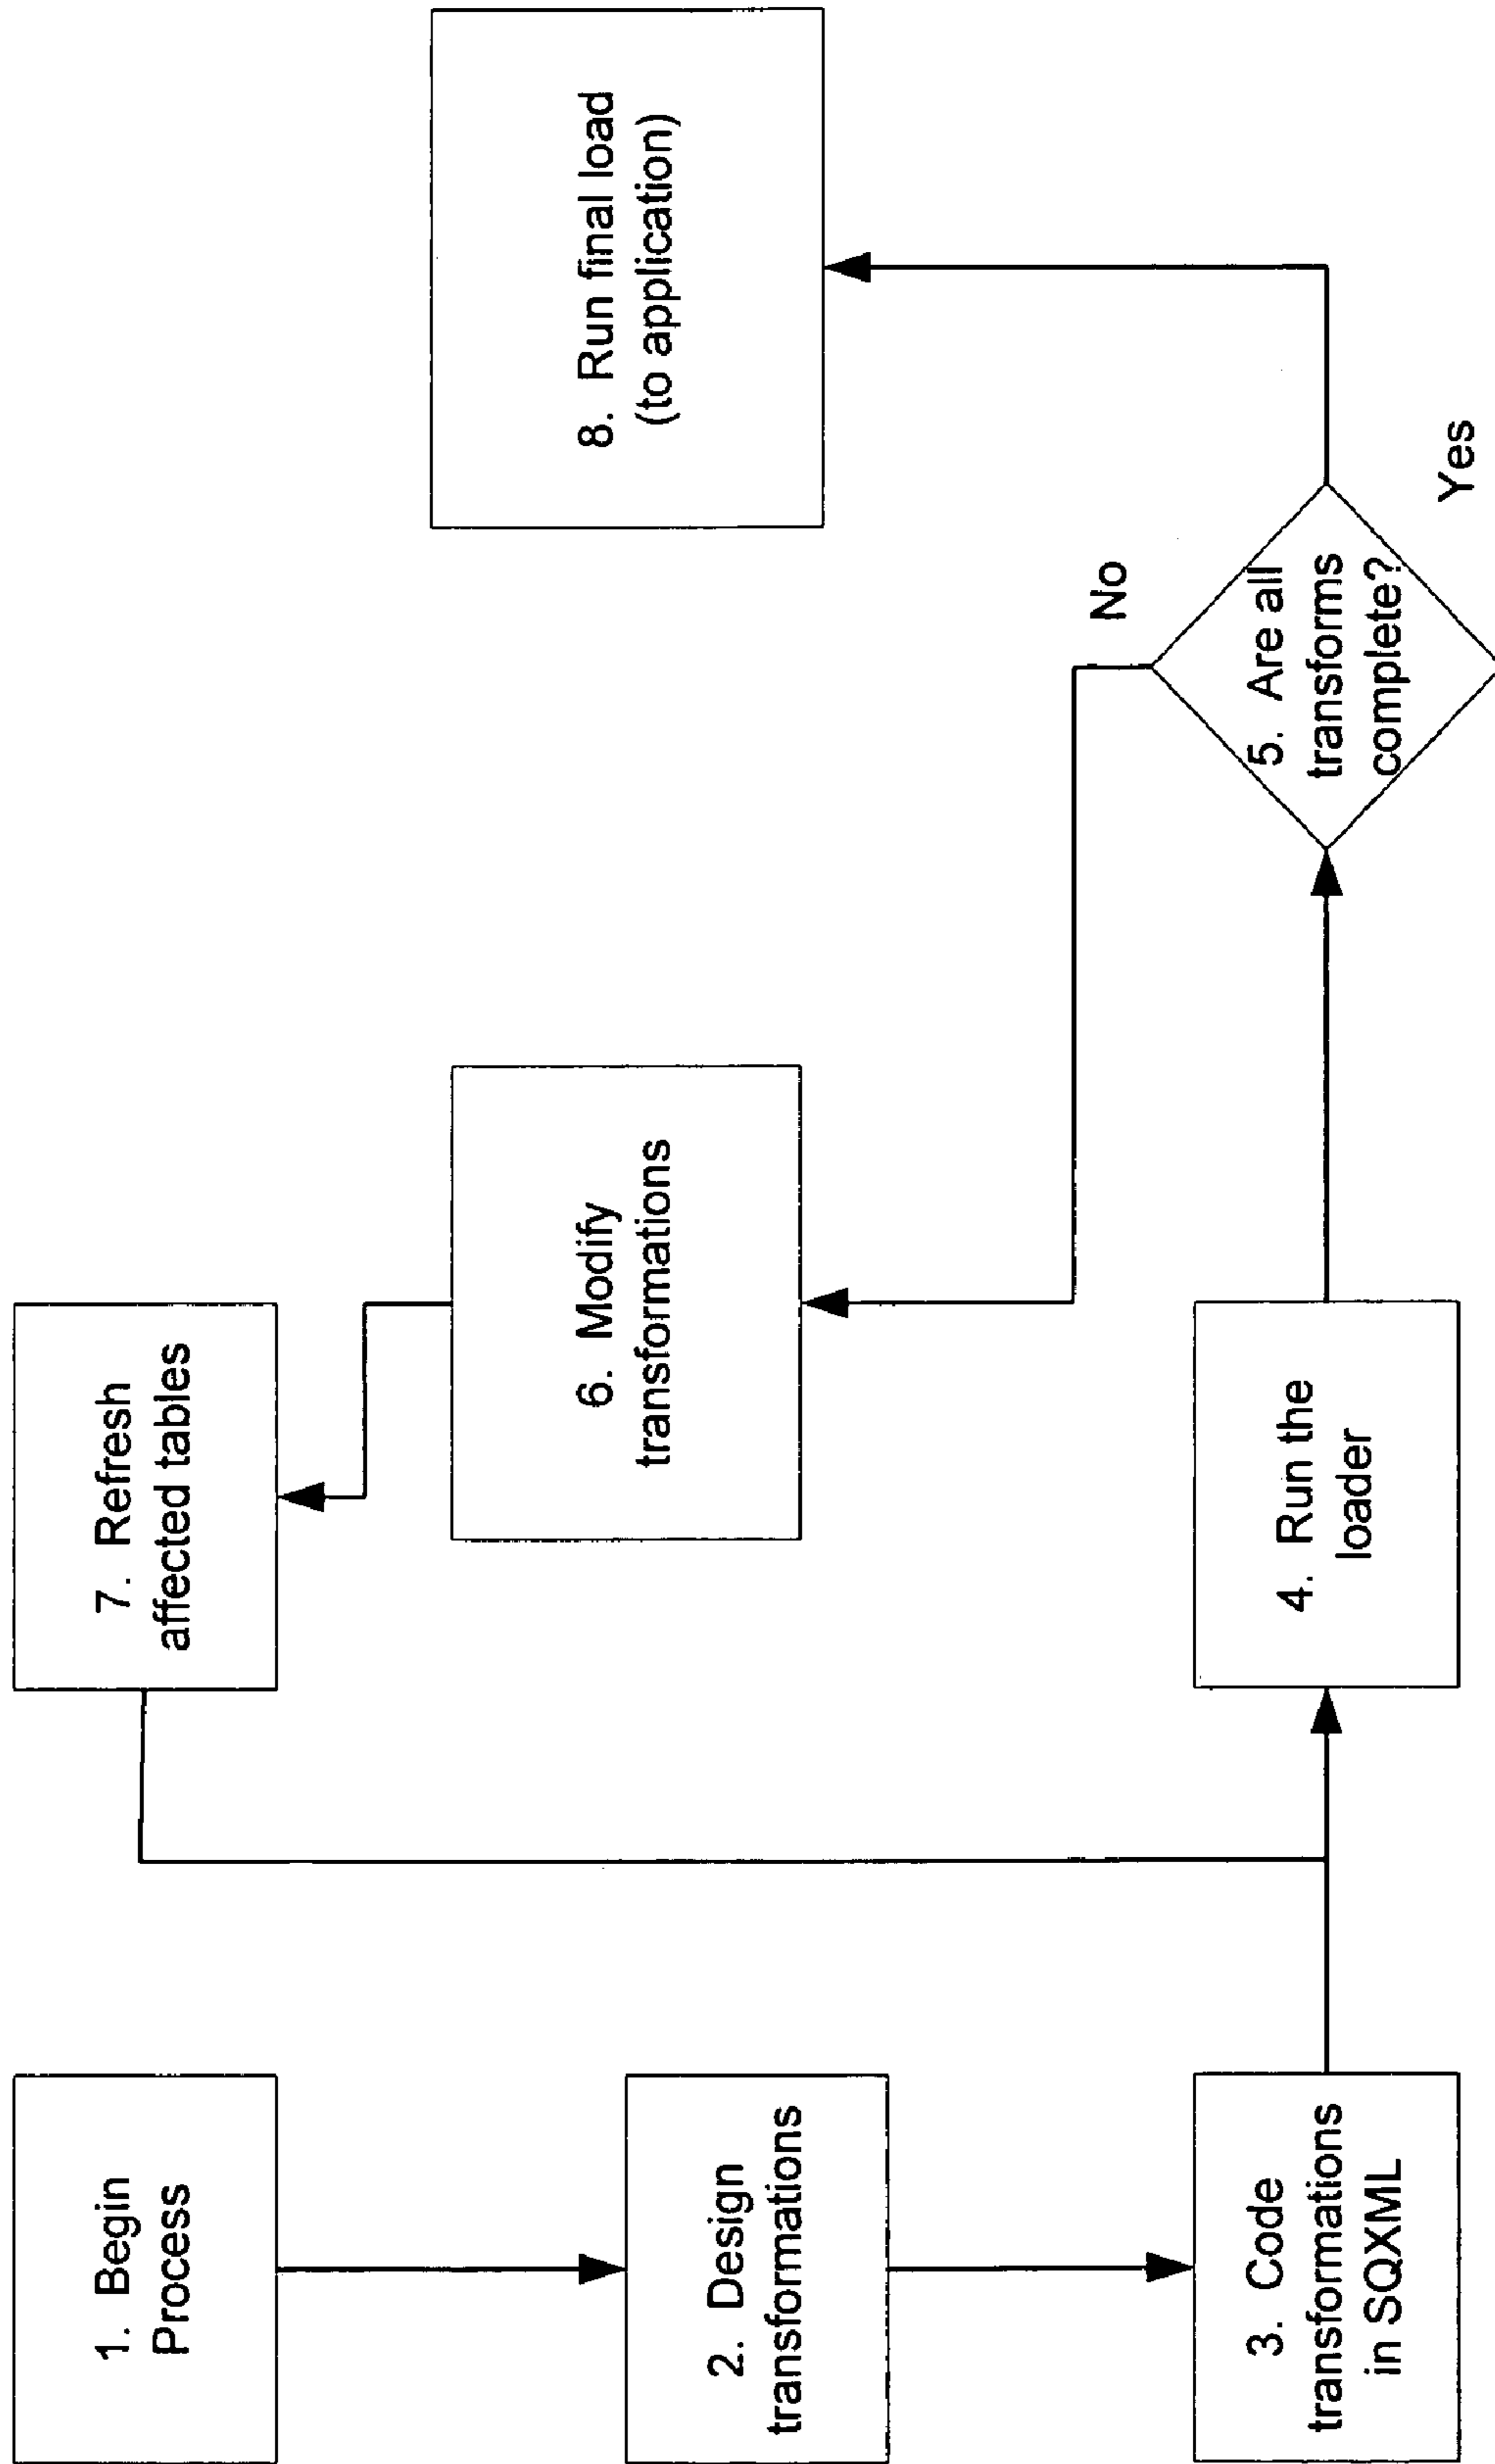 1. Begin
Process
2. Design
transformations
3. Code
transformations
in SQXML
4. Run the
loader
5. Are all
transforms
complete?
No
Yes
6. Modify
transformations
7. Refresh
affected tables
8. Run final load
(to application)